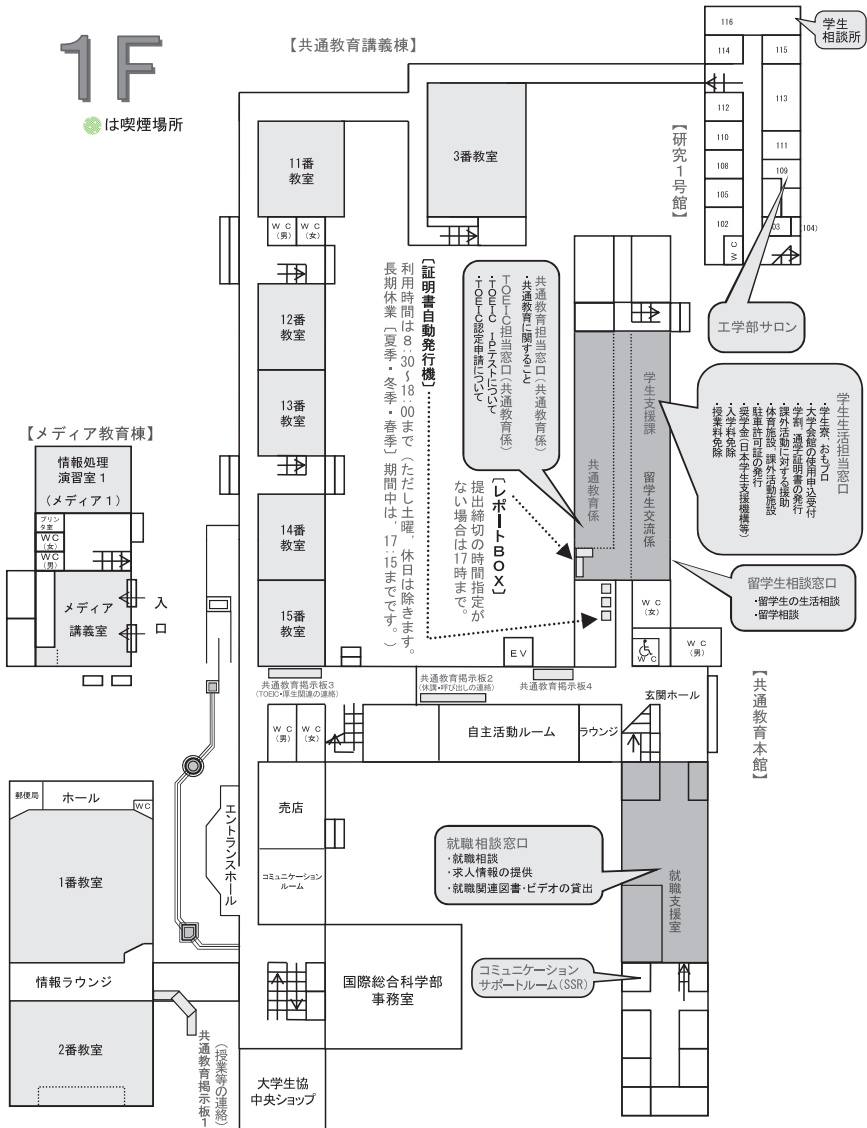 1F
は喫煙場所
【共通教育講義棟】
116
学生
相談所
114
115
112
113
110
111
108
109
105
102
104)
WC
【研究1号館】
工学部サロン
11番
教室
3番教室
WC
(男)
WC
(女)
12番
教室
13番
教室
14番
教室
15番
教室
[証明書自動発行機]
利用時間は8:30~18:00まで(ただし土曜,休日は除きます。
長期休業[夏季・冬季・春季]期間中は,17:15までです。)
共通教育担当窓口(共通教育係)
・共通教育に関すること
TOEIC担当窓口(共通教育係)
・TOEIC IPテストについて
・TOEIC認定申請について
[レポートBOX]
提出締切の時間指定が
ない場合は17時まで。
学生支援課
共通教育係
留学生交流係
学生生活担当窓口
・学生寮,おもプロ
・大学会館の使用申込受付
・学割,通学証明書の発行
・課外活動に対する援助
・体育施設,課外活動施設
・駐車許可証の発行
・奨学金(日本学生支援機構等)
・入学料免除
・授業料免除
留学生相談窓口
・留学生の生活相談
・留学相談
WC
(女)
WC
WC
(男)
EV
【メディア教育棟】
情報処理
演習室1
(メディア1)
プリン
タ室
WC
(女)
WC
(男)
メディア
講義室
入口
共通教育掲示板3
(TOEIC・厚生関連の連絡)
共通教育掲示板2
(休講・呼び出しの連絡)
共通教育掲示板4
玄関ホール
【共通教育本館】
WC
(男)
WC
(女)
自主活動ルーム
ラウンジ
郵便局
ホール
WC
1番教室
エントランスホール
売店
コミュニケーション
ルーム
就職相談窓口
・就職相談
・求人情報の提供
・就職関連図書・ビデオの貸出
就職支援室
情報ラウンジ
国際総合科学部
事務室
コミュニケーション
サポートルーム(SSR)
2番教室
共通教育掲示板1
(授業等の連絡)
大学生協
中央ショップ